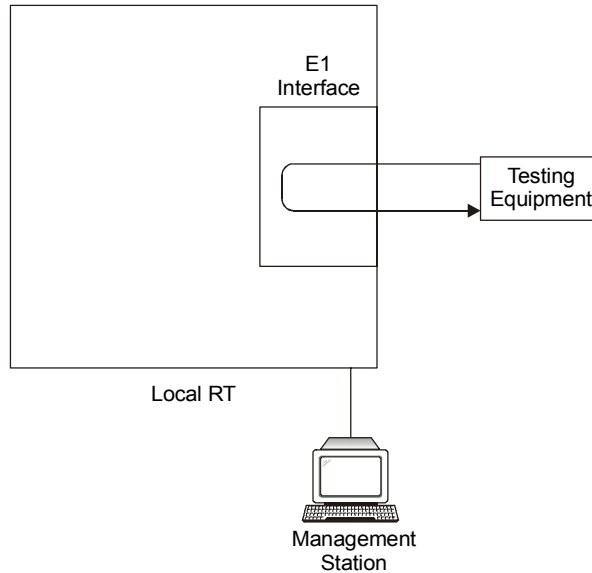 E1
Interface
Testing
Equipment
Local RT
Management
Station